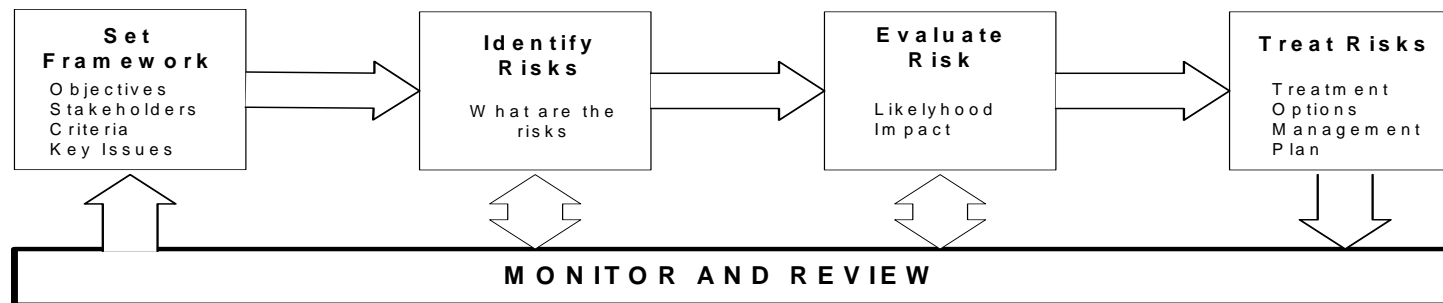 Set
Framework
Objectives
Stakeholders
Criteria
Key Issues
Identify
Risks
What are the
risks
Evaluate
Risk
Likelyhood
Impact
Treat Risks
Treatment
Options
Management
Plan
MONITOR AND REVIEW